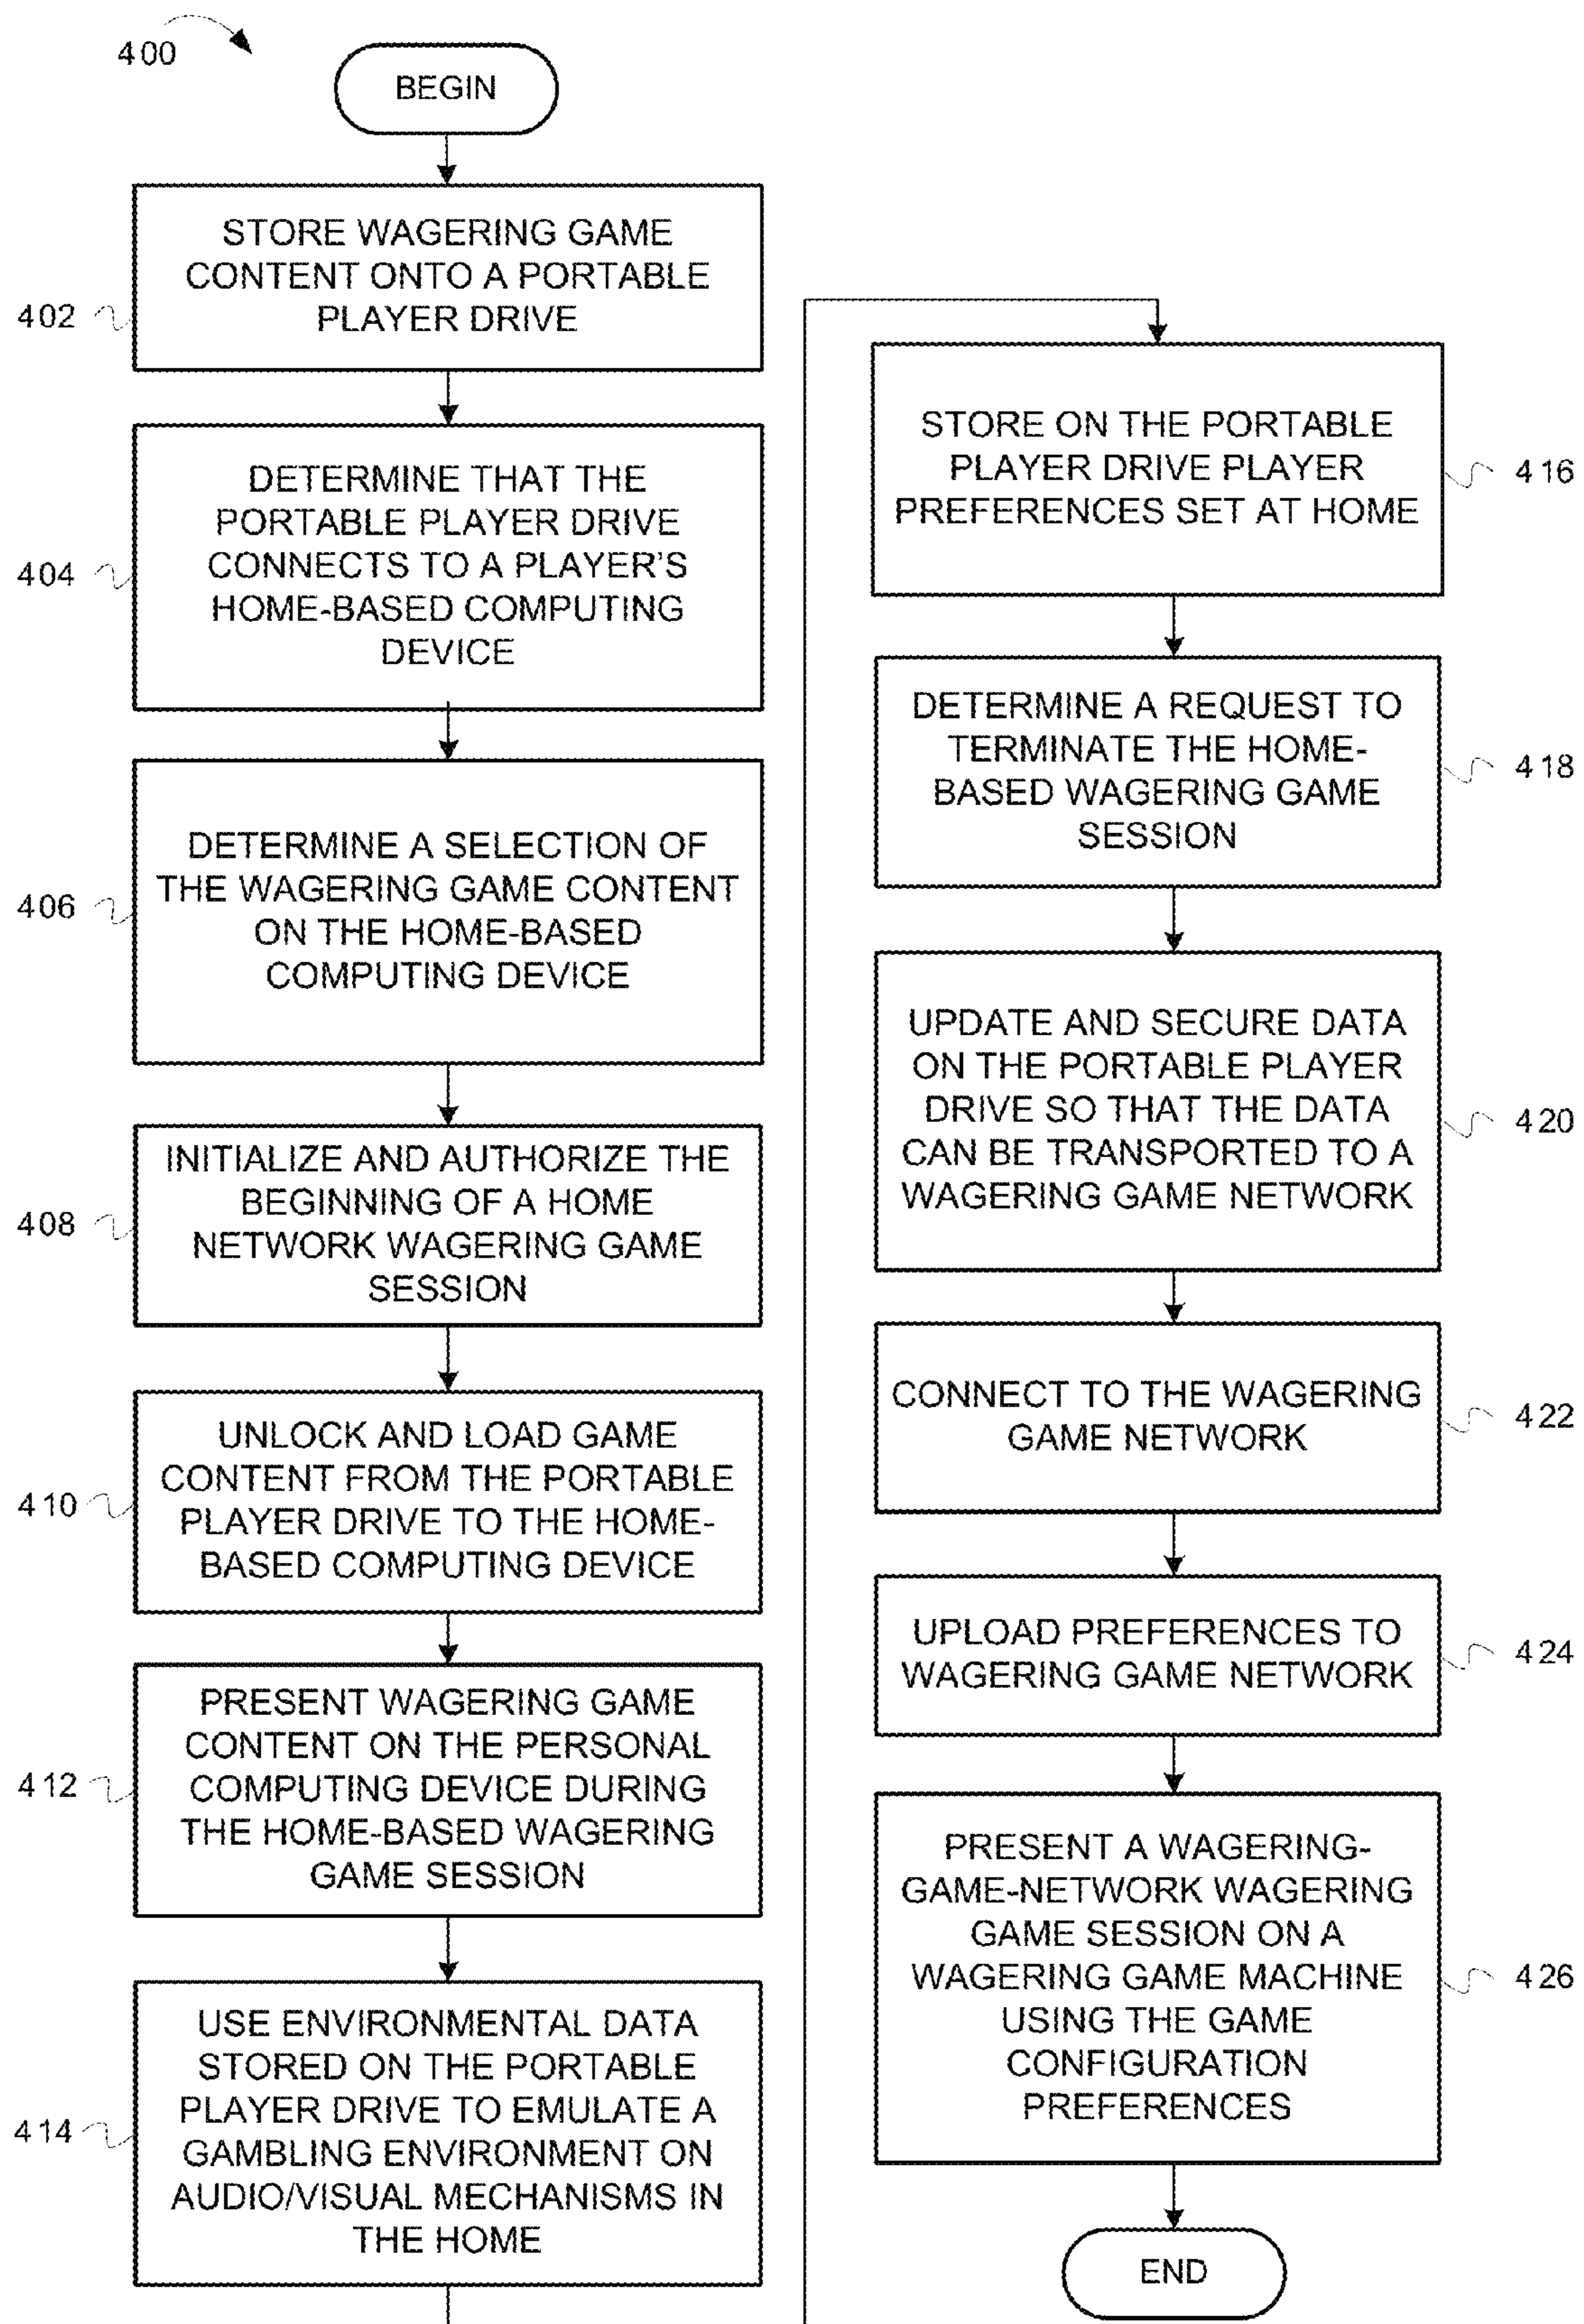 400
BEGIN
STORE WAGERING GAME
CONTENT ONTO A PORTABLE
PLAYER DRIVE
402
DETERMINE THAT THE
PORTABLE PLAYER DRIVE
CONNECTS TO A PLAYER'S
HOME-BASED COMPUTING
DEVICE
404
DETERMINE A SELECTION OF
THE WAGERING GAME CONTENT
ON THE HOME-BASED
COMPUTING DEVICE
406
INITIALIZE AND AUTHORIZE THE
BEGINNING OF A HOME
NETWORK WAGERING GAME
SESSION
408
UNLOCK AND LOAD GAME
CONTENT FROM THE PORTABLE
PLAYER DRIVE TO THE HOME-
BASED COMPUTING DEVICE
410
PRESENT WAGERING GAME
CONTENT ON THE PERSONAL
COMPUTING DEVICE DURING
THE HOME-BASED WAGERING
GAME SESSION
412
USE ENVIRONMENTAL DATA
STORED ON THE PORTABLE
PLAYER DRIVE TO EMULATE A
GAMBLING ENVIRONMENT ON
AUDIO/VISUAL MECHANISMS IN
THE HOME
414
STORE ON THE PORTABLE
PLAYER DRIVE PLAYER
PREFERENCES SET AT HOME
416
DETERMINE A REQUEST TO
TERMINATE THE HOME-
BASED WAGERING GAME
SESSION
418
UPDATE AND SECURE DATA
ON THE PORTABLE PLAYER
DRIVE SO THAT THE DATA
CAN BE TRANSPORTED TO A
WAGERING GAME NETWORK
420
CONNECT TO THE WAGERING
GAME NETWORK
422
UPLOAD PREFERENCES TO
WAGERING GAME NETWORK
424
PRESENT A WAGERING-
GAME-NETWORK WAGERING
GAME SESSION ON A
WAGERING GAME MACHINE
USING THE GAME
CONFIGURATION
PREFERENCES
426
END